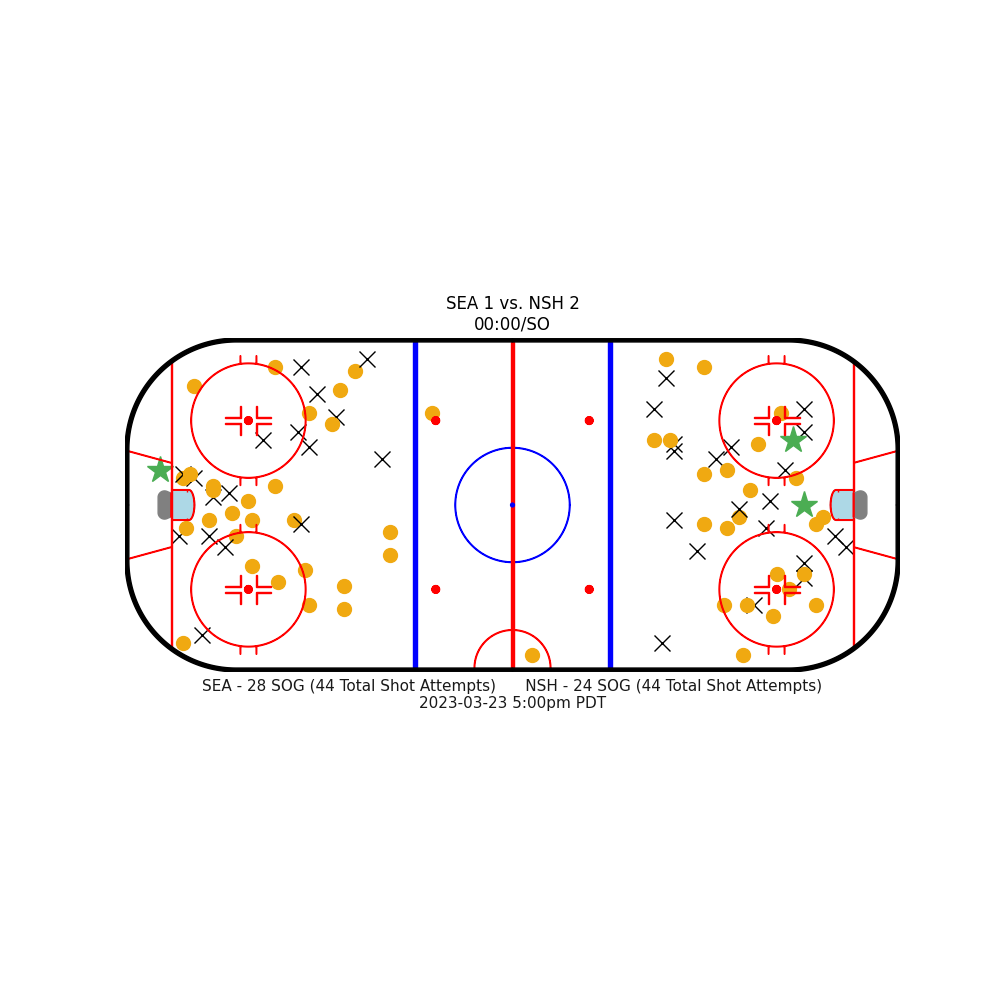 SEA 1 vs. NSH 2
00:00/SO
SEA - 28 SOG (44 Total Shot Attempts) NSH - 24 SOG (44 Total Shot Attempts)
2023-03-23 5:00pm PDT